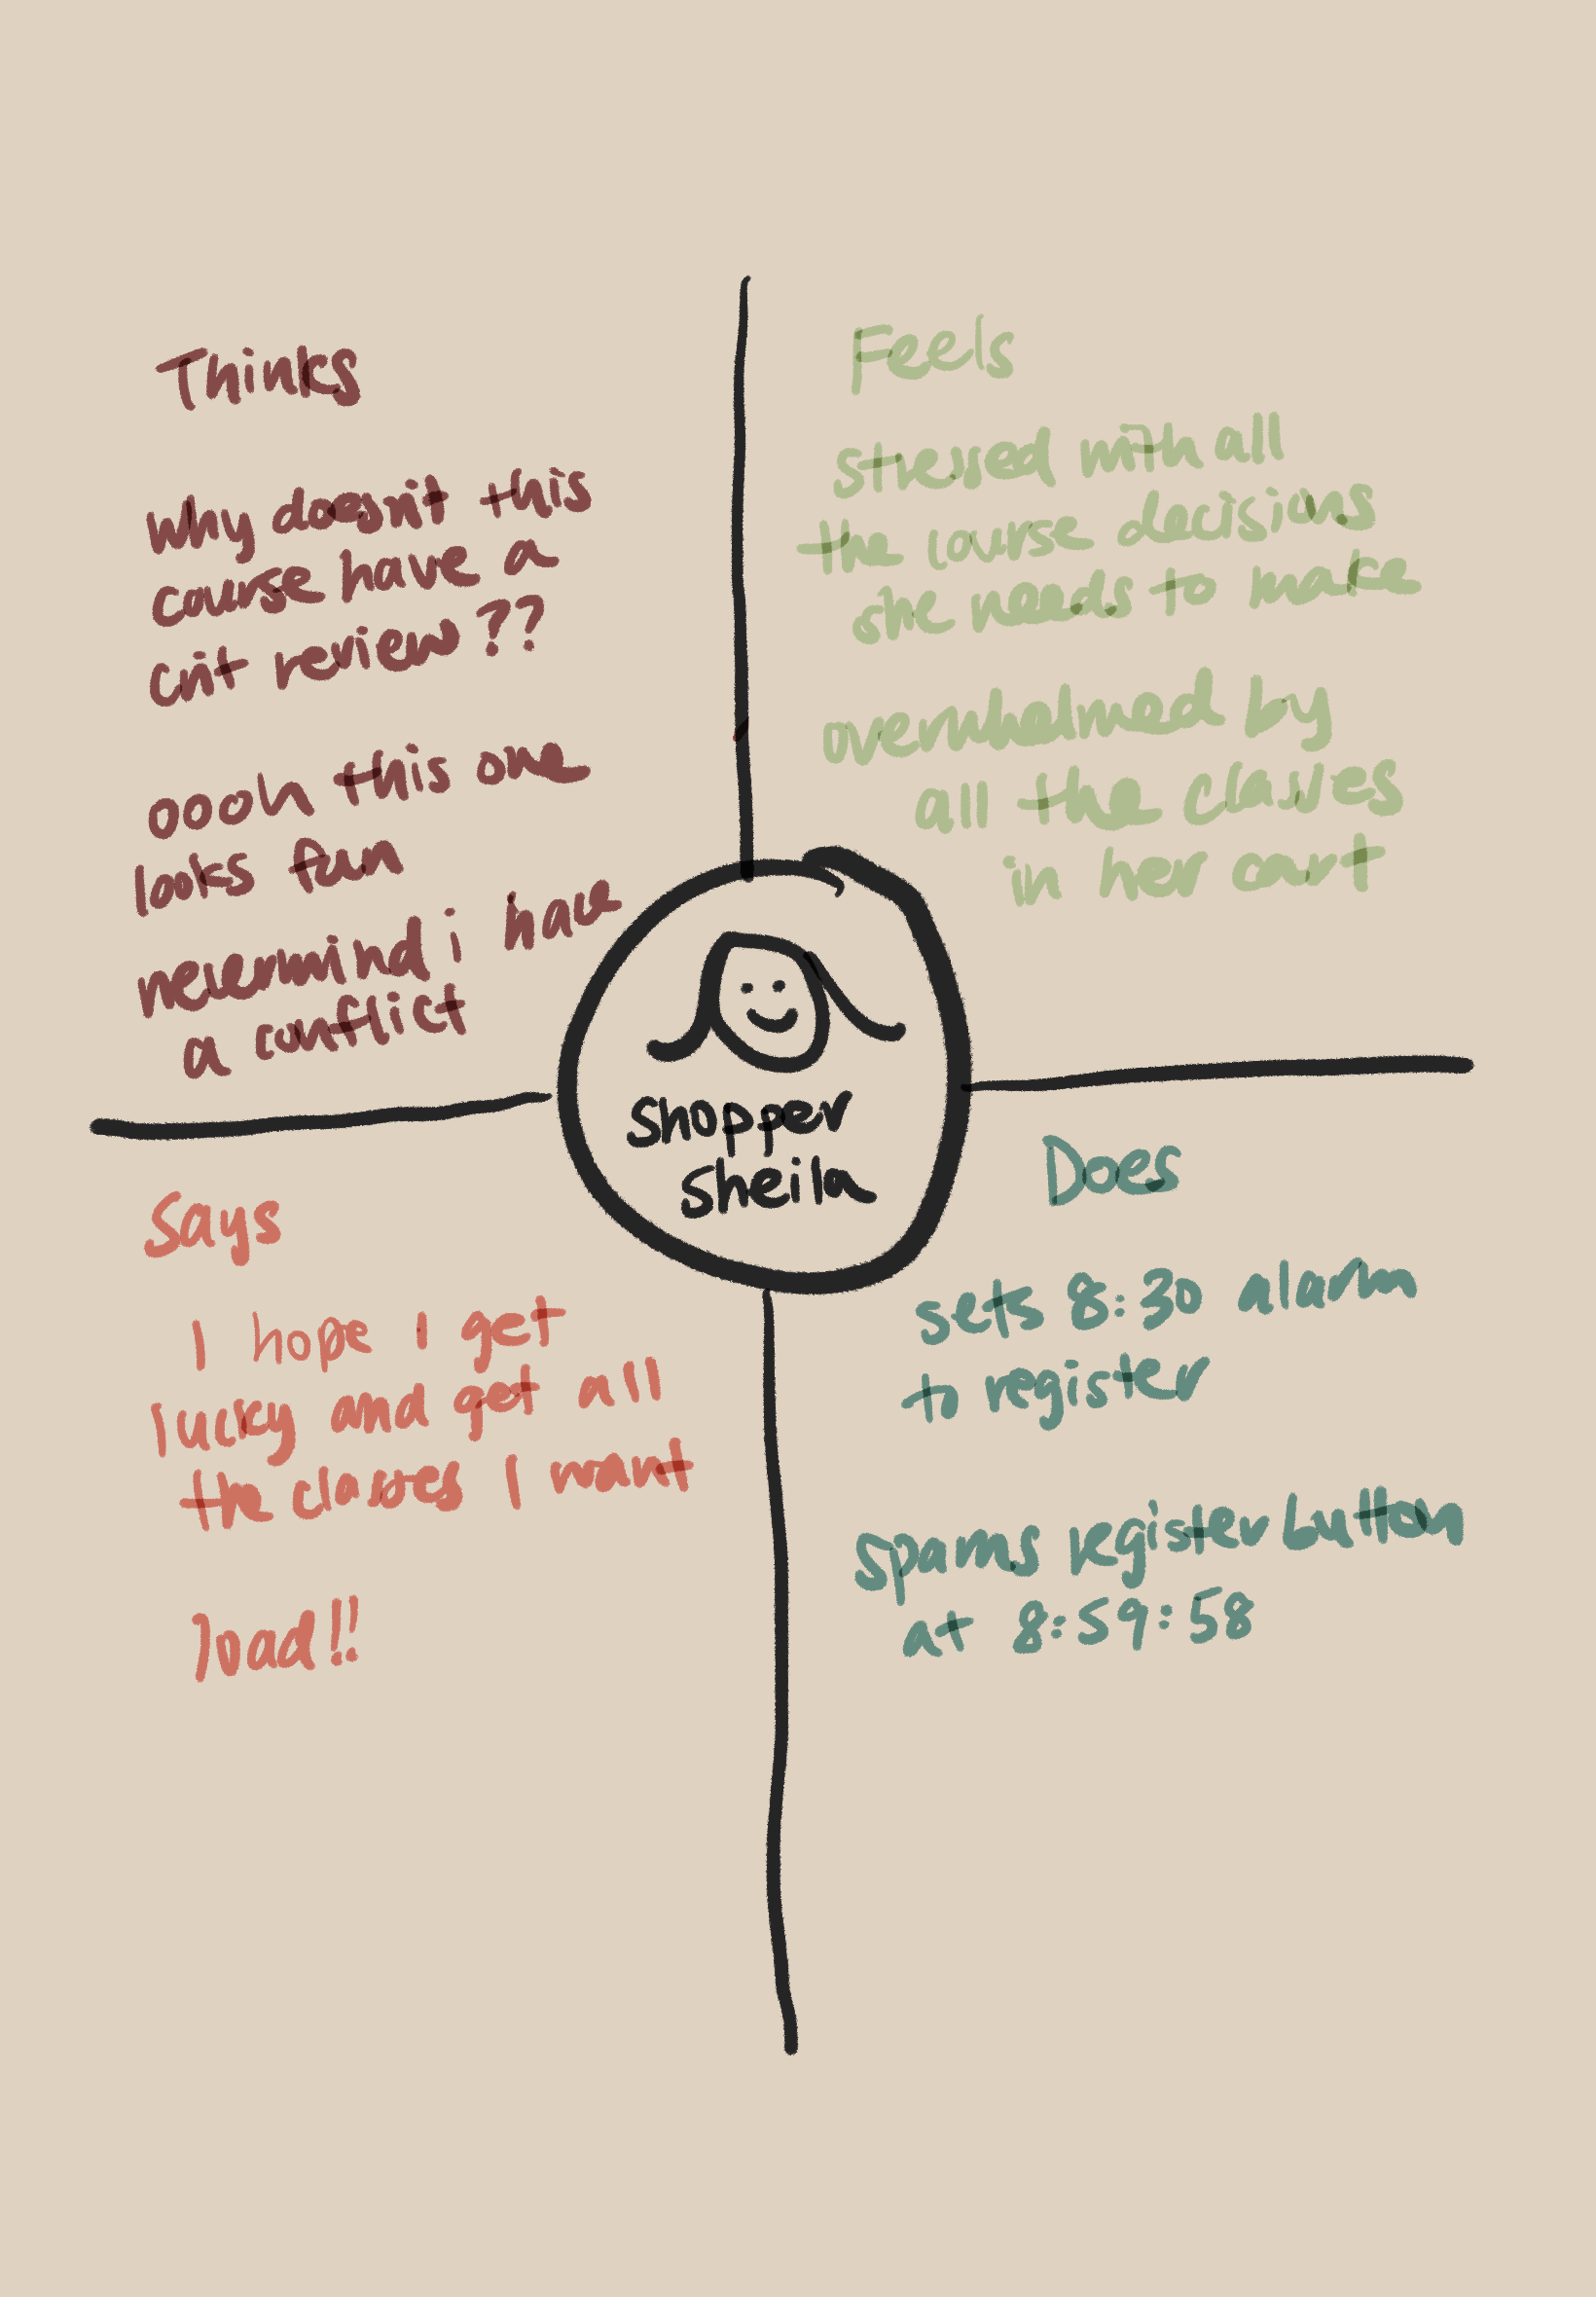 Thinks
Why doesn't this
course have a
crit review??
oooh this one
looks fun
nevermind i have
a conflict
Feels
stressed with all
the course decisions
she needs to make
overwhelmed by
all the classes
in her cart
shopper
sheila
Says
I hope I get
lucky and get all
the classes I want
load!!
Does
sets 8:30 alarm
to register
spams register button
at 8:59:58